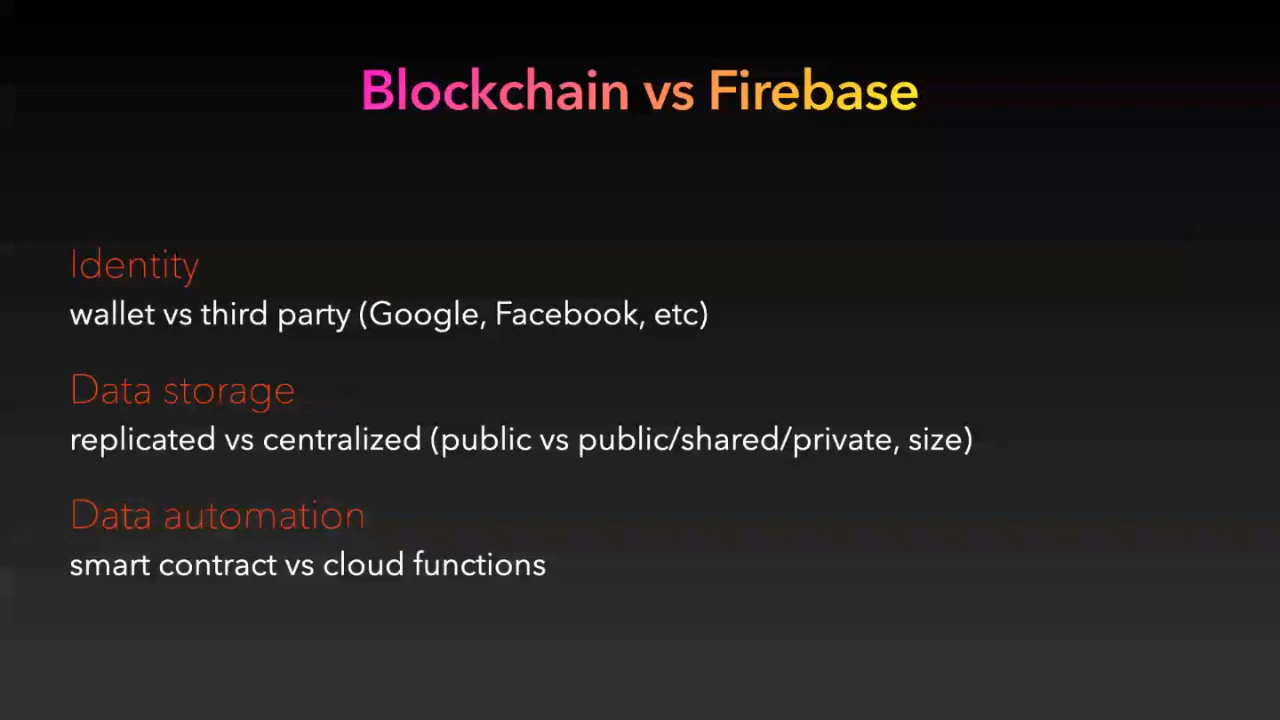 Blockchain vs Firebase
Identity
wallet vs third party (Google, Facebook, etc)
Data storage
replicated vs centralized (public vs public/shared/private, size)
Data automation
smart contract vs cloud functions